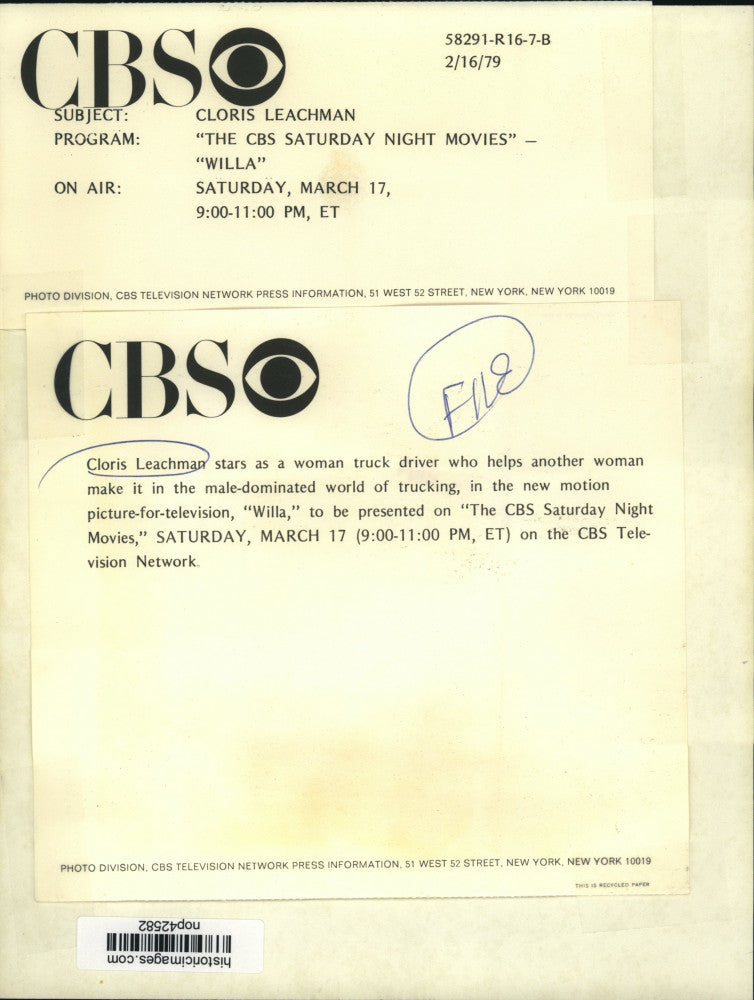 CBS
58291-R16-7-B
2/16/79
SUBJECT: CLORIS LEACHMAN
PROGRAM: “THE CBS SATURDAY NIGHT MOVIES” —
“WILLA”
ON AIR: SATURDAY, MARCH 17,
9:00-11:00 PM, ET
PHOTO DIVISION, CBS TELEVISION NETWORK PRESS INFORMATION, 51 WEST 52 STREET, NEW YORK, NEW YORK 10019
CBS
FILE
Cloris Leachman stars as a woman truck driver who helps another woman
make it in the male-dominated world of trucking, in the new motion
picture-for-television, “Willa,” to be presented on “The CBS Saturday Night
Movies,” SATURDAY, MARCH 17 (9:00-11:00 PM, ET) on the CBS Tele-
vision Network.
PHOTO DIVISION, CBS TELEVISION NETWORK PRESS INFORMATION, 51 WEST 52 STREET, NEW YORK, NEW YORK 10019
THIS IS RECYCLED PAPER
nop42582
historicimages.com